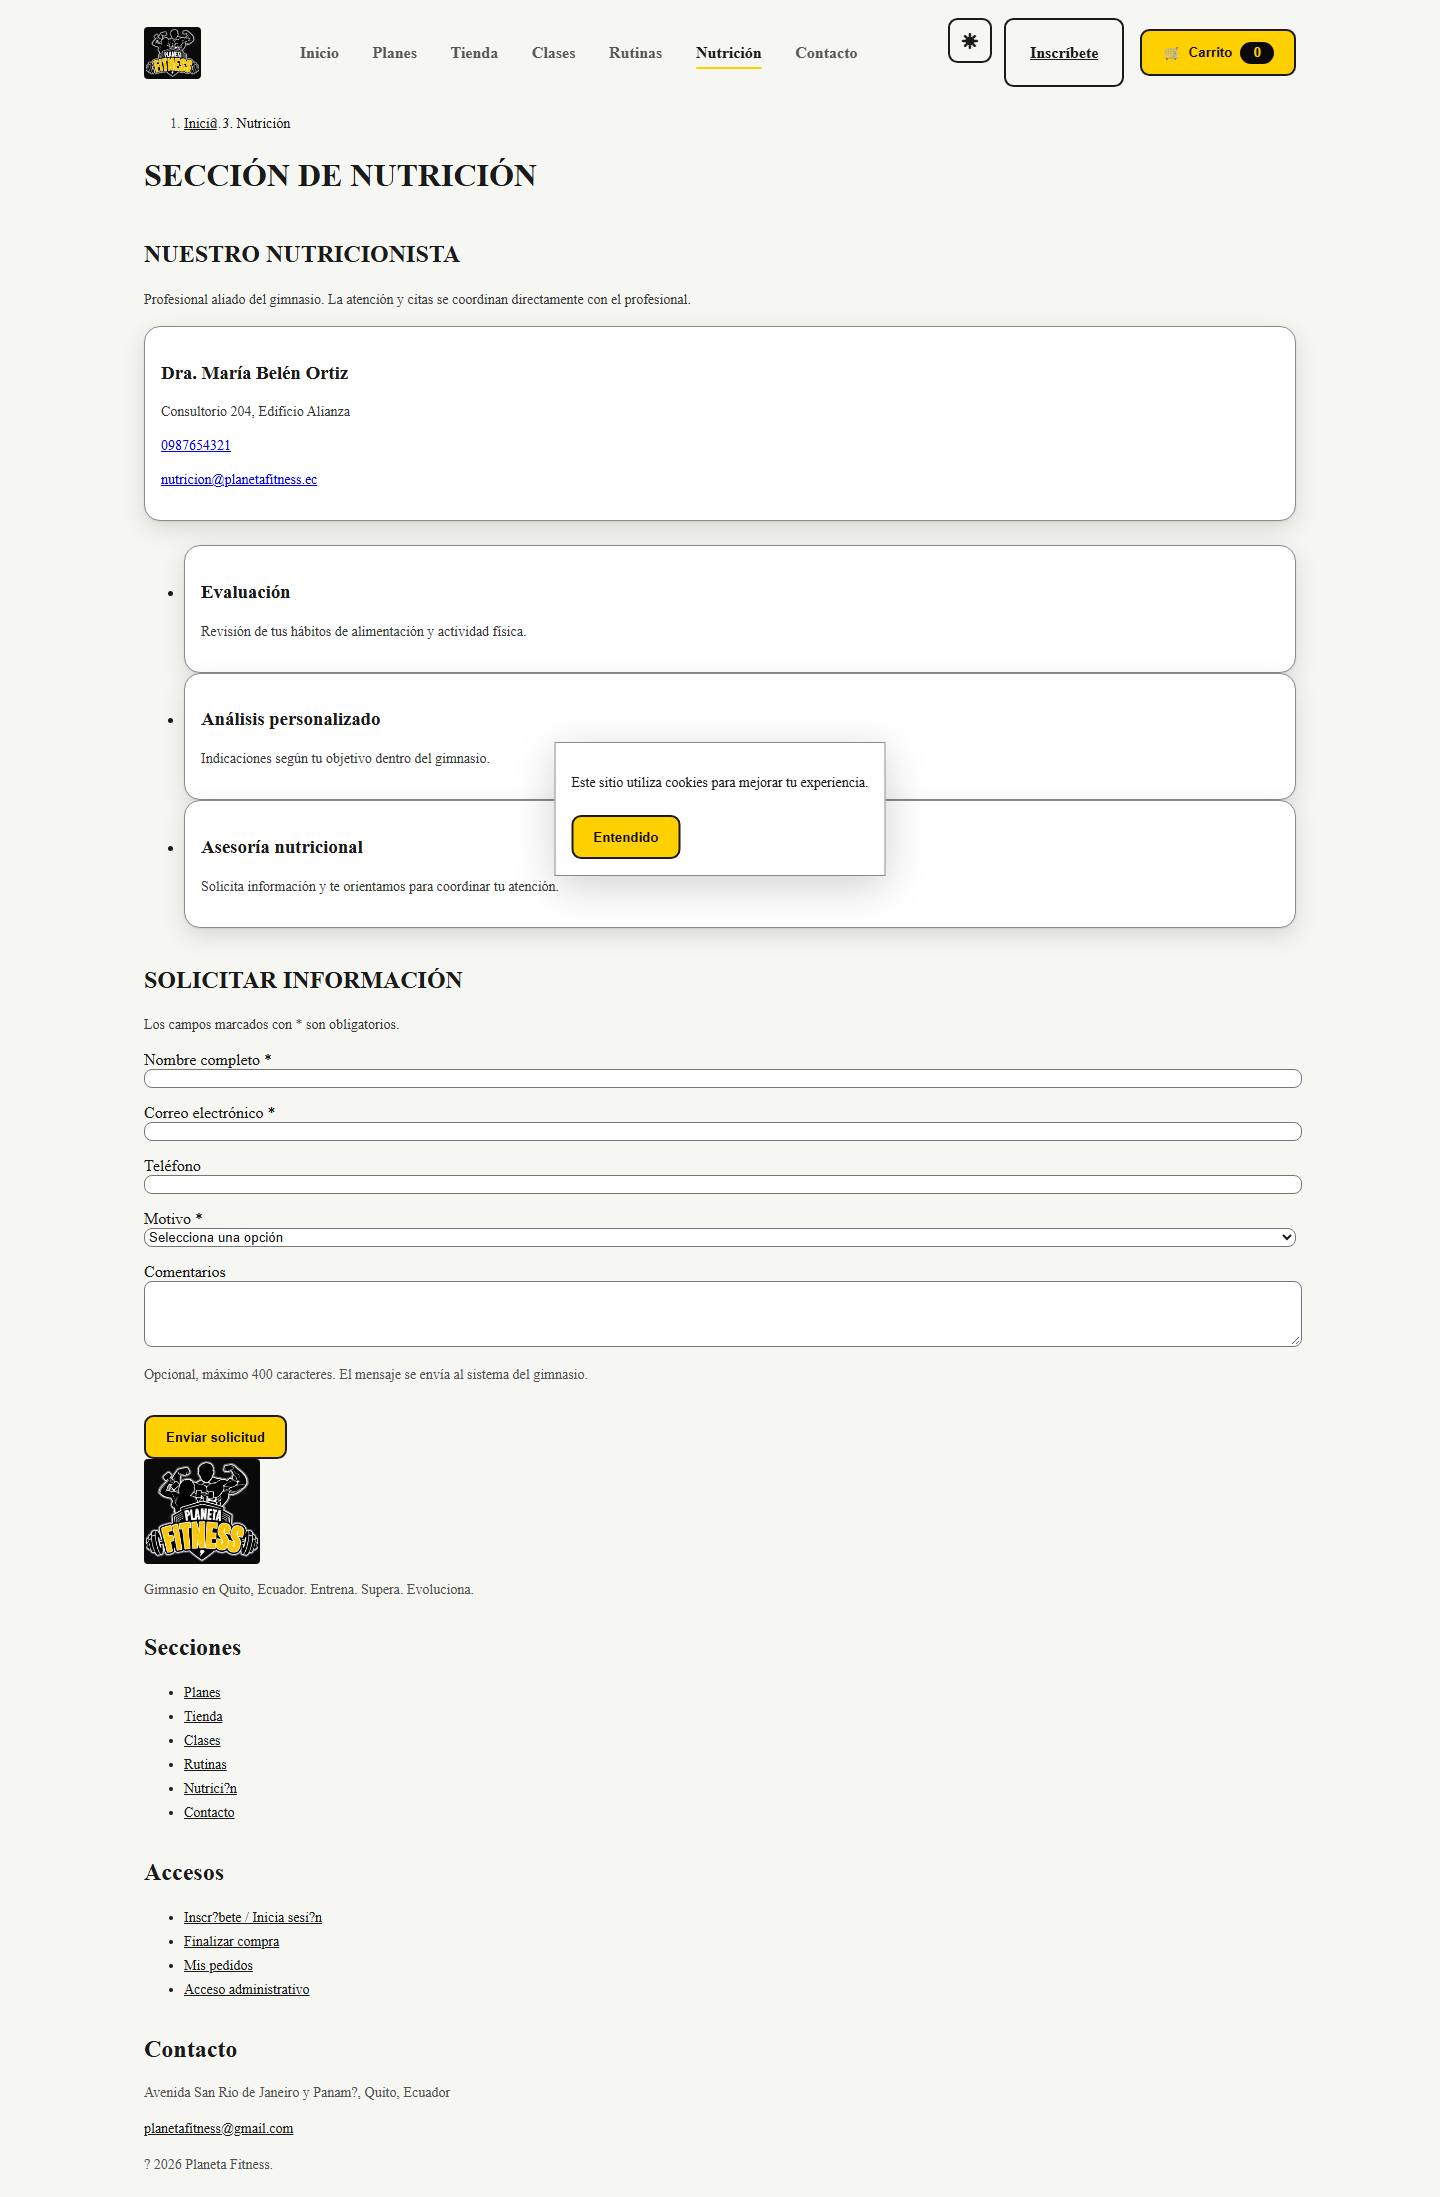 PLANETA
FITNESS
Inicio Planes Tienda Clases Rutinas Nutrición Contacto
Inscríbete
🛒 Carrito 0
1. Inicio 2. 3. Nutrición
SECCIÓN DE NUTRICIÓN
NUESTRO NUTRICIONISTA
Profesional aliado del gimnasio. La atención y citas se coordinan directamente con el profesional.
Dra. María Belén Ortiz
Consultorio 204, Edificio Alianza
0987654321
nutricion@planetafitness.ec
Evaluación
Revisión de tus hábitos de alimentación y actividad física.
Análisis personalizado
Indicaciones según tu objetivo dentro del gimnasio.
Este sitio utiliza cookies para mejorar tu experiencia.
Entendido
Asesoría nutricional
Solicita información y te orientamos para coordinar tu atención.
SOLICITAR INFORMACIÓN
Los campos marcados con * son obligatorios.
Nombre completo *
Correo electrónico *
Teléfono
Motivo *
Selecciona una opción
Comentarios
Opcional, máximo 400 caracteres. El mensaje se envía al sistema del gimnasio.
Enviar solicitud
PLANETA
FITNESS
Gimnasio en Quito, Ecuador. Entrena. Supera. Evoluciona.
Secciones
Planes
Tienda
Clases
Rutinas
Nutrici?n
Contacto
Accesos
Inscr?bete / Inicia sesi?n
Finalizar compra
Mis pedidos
Acceso administrativo
Contacto
Avenida San Rio de Janeiro y Panam?, Quito, Ecuador
planetafitness@gmail.com
? 2026 Planeta Fitness.